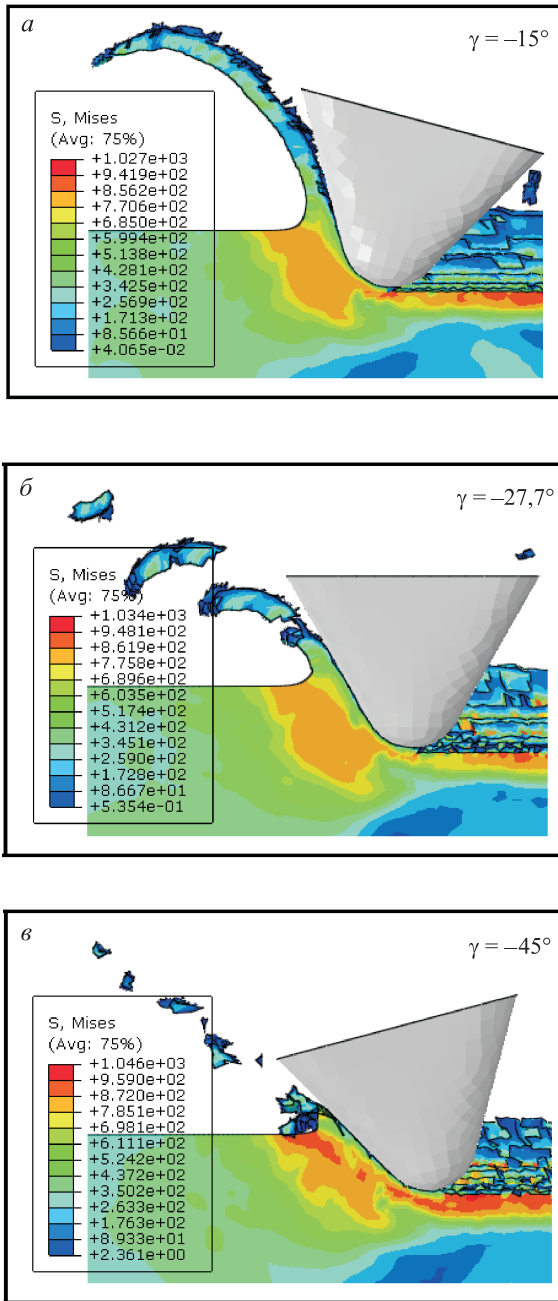 а
γ = –15°
S, Mises
(Avg: 75%)
+1.027e+03
+9.419e+02
+8.562e+02
+7.706e+02
+6.850e+02
+5.994e+02
+5.138e+02
+4.281e+02
+3.425e+02
+2.569e+02
+1.713e+02
+8.566e+01
+4.065e-02
б
γ = –27,7°
S, Mises
(Avg: 75%)
+1.034e+03
+9.481e+02
+8.619e+02
+7.758e+02
+6.896e+02
+6.035e+02
+5.174e+02
+4.312e+02
+3.451e+02
+2.590e+02
+1.728e+02
+8.667e+01
+5.354e-01
в
γ = –45°
S, Mises
(Avg: 75%)
+1.046e+03
+9.590e+02
+8.720e+02
+7.851e+02
+6.981e+02
+6.111e+02
+5.242e+02
+4.372e+02
+3.502e+02
+2.633e+02
+1.763e+02
+8.933e+01
+2.361e+00